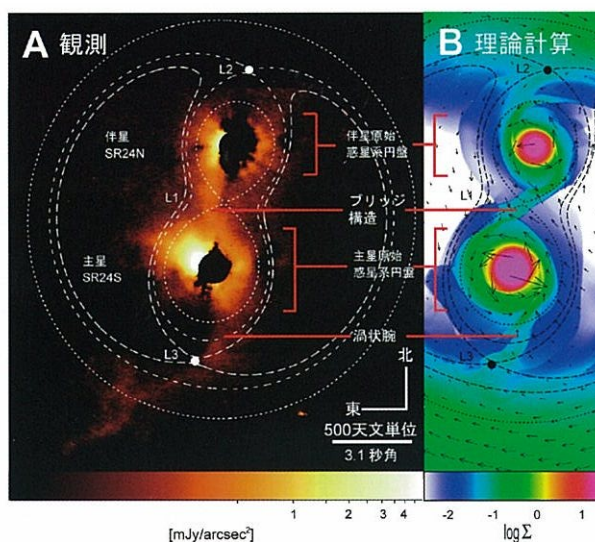 A 観測
L2
伴星
SR24N
L1
主星
SR24S
L3
伴星原始
惑星系円盤
ブリッジ
構造
主星原始
惑星系円盤
渦状腕
北
東
500天文単位
3.1 秒角
1
2
3
4
[mJy/arcsec²]
B 理論計算
L2
L1
L3
-2
-1
0
1
log Σ